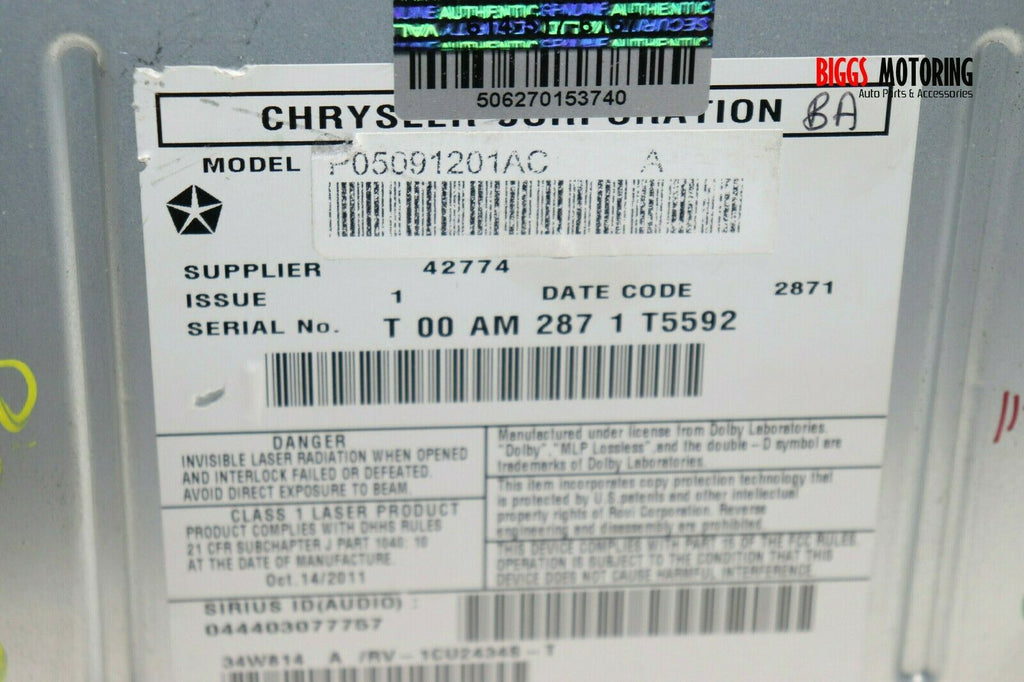 GENUINE AUTHENTIC GENUINE AUTHENTIC
506270153740
BIGGS MOTORING
Auto Parts & Accessories
CHRYSLER CORPORATION BA
MODEL P05091201AC A
SUPPLIER 42774
ISSUE 1 DATE CODE 2871
SERIAL No. T 00 AM 287 1 T5592
DANGER
INVISIBLE LASER RADIATION WHEN OPENED
AND INTERLOCK FAILED OR DEFEATED.
AVOID DIRECT EXPOSURE TO BEAM.
CLASS 1 LASER PRODUCT
PRODUCT COMPLIES WITH DHHS RULES
21 CFR SUBCHAPTER J PART 1040: 10
AT THE DATE OF MANUFACTURE.
Oct.14/2011
Manufactured under license from Dolby Laboratories.
"Dolby", "MLP Lossless", and the double-D symbol are
trademarks of Dolby Laboratories.
This item incorporates copy protection technology that
is protected by U.S. patents and other intellectual
property rights of Rovi Corporation. Reverse
engineering and disassembly are prohibited.
THIS DEVICE COMPLIES WITH PART 15 OF THE FCC RULES.
OPERATION IS SUBJECT TO THE CONDITION THAT THIS
DEVICE DOES NOT CAUSE HARMFUL INTERFERENCE.
SIRIUS ID(AUDIO) :
044403077757
34W814 A /RV-1CU2434S-T